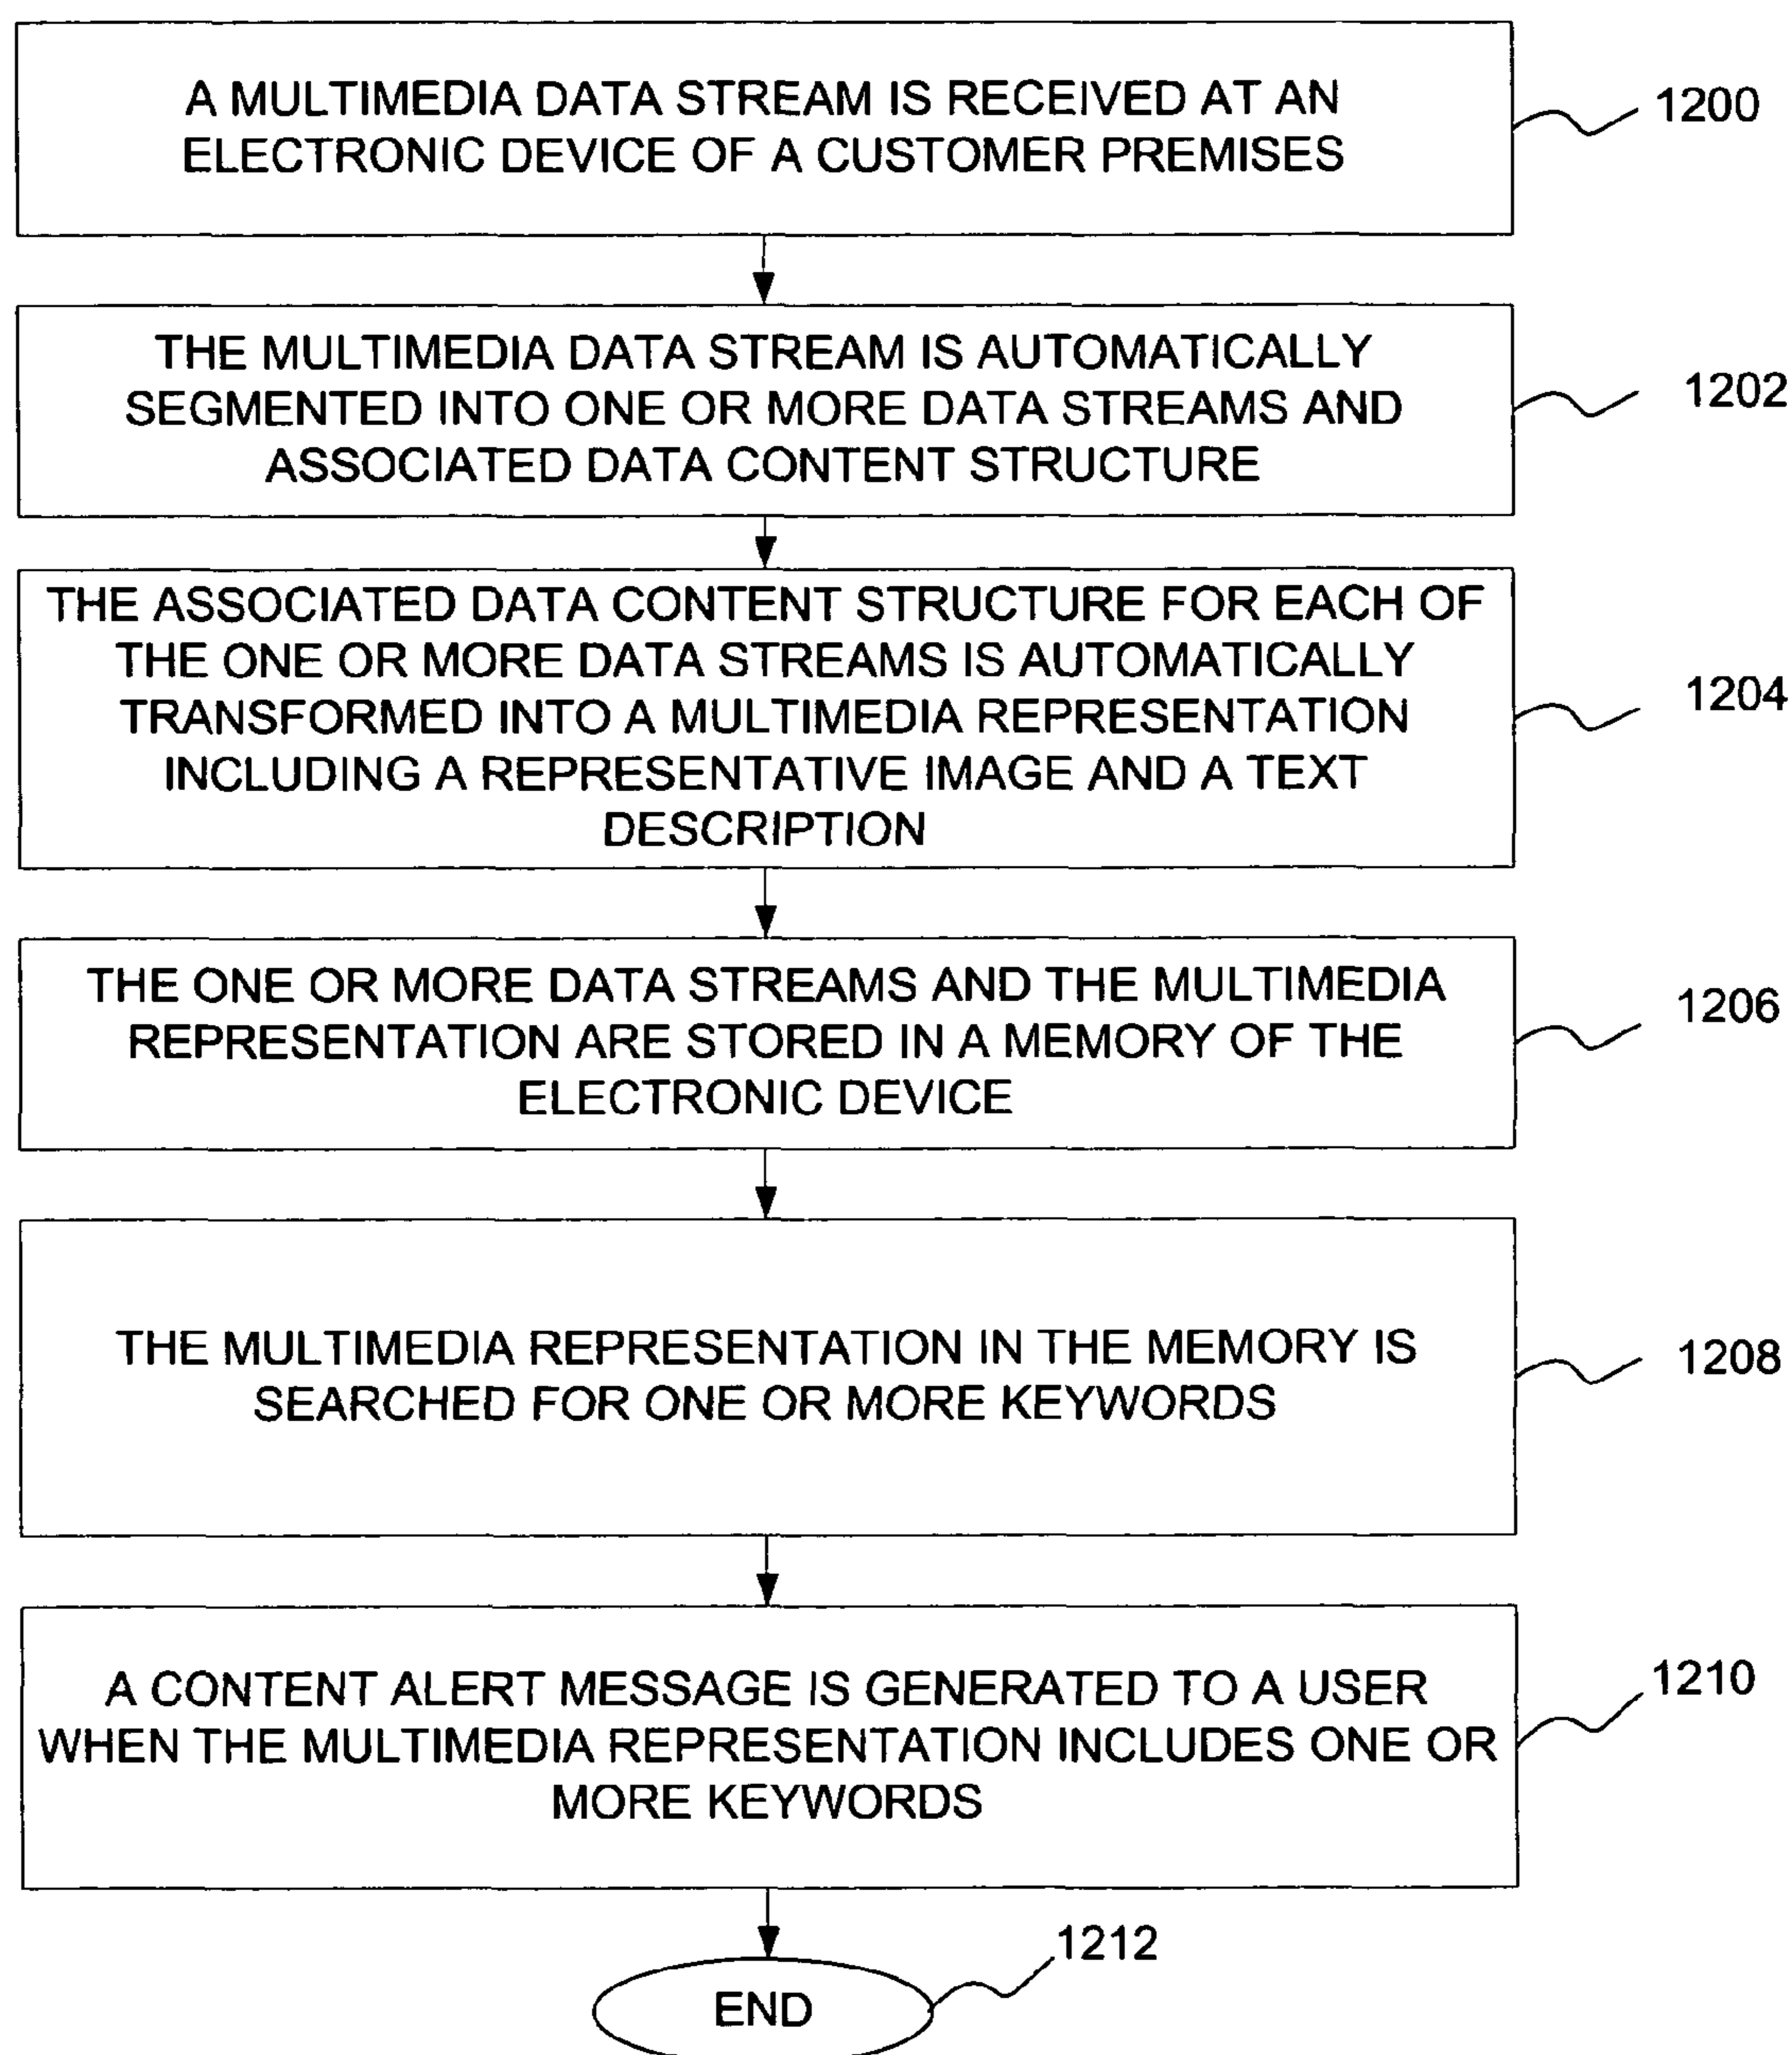 A MULTIMEDIA DATA STREAM IS RECEIVED AT AN
ELECTRONIC DEVICE OF A CUSTOMER PREMISES
1200
THE MULTIMEDIA DATA STREAM IS AUTOMATICALLY
SEGMENTED INTO ONE OR MORE DATA STREAMS AND
ASSOCIATED DATA CONTENT STRUCTURE
1202
THE ASSOCIATED DATA CONTENT STRUCTURE FOR EACH OF
THE ONE OR MORE DATA STREAMS IS AUTOMATICALLY
TRANSFORMED INTO A MULTIMEDIA REPRESENTATION
INCLUDING A REPRESENTATIVE IMAGE AND A TEXT
DESCRIPTION
1204
THE ONE OR MORE DATA STREAMS AND THE MULTIMEDIA
REPRESENTATION ARE STORED IN A MEMORY OF THE
ELECTRONIC DEVICE
1206
THE MULTIMEDIA REPRESENTATION IN THE MEMORY IS
SEARCHED FOR ONE OR MORE KEYWORDS
1208
A CONTENT ALERT MESSAGE IS GENERATED TO A USER
WHEN THE MULTIMEDIA REPRESENTATION INCLUDES ONE OR
MORE KEYWORDS
1210
END
1212